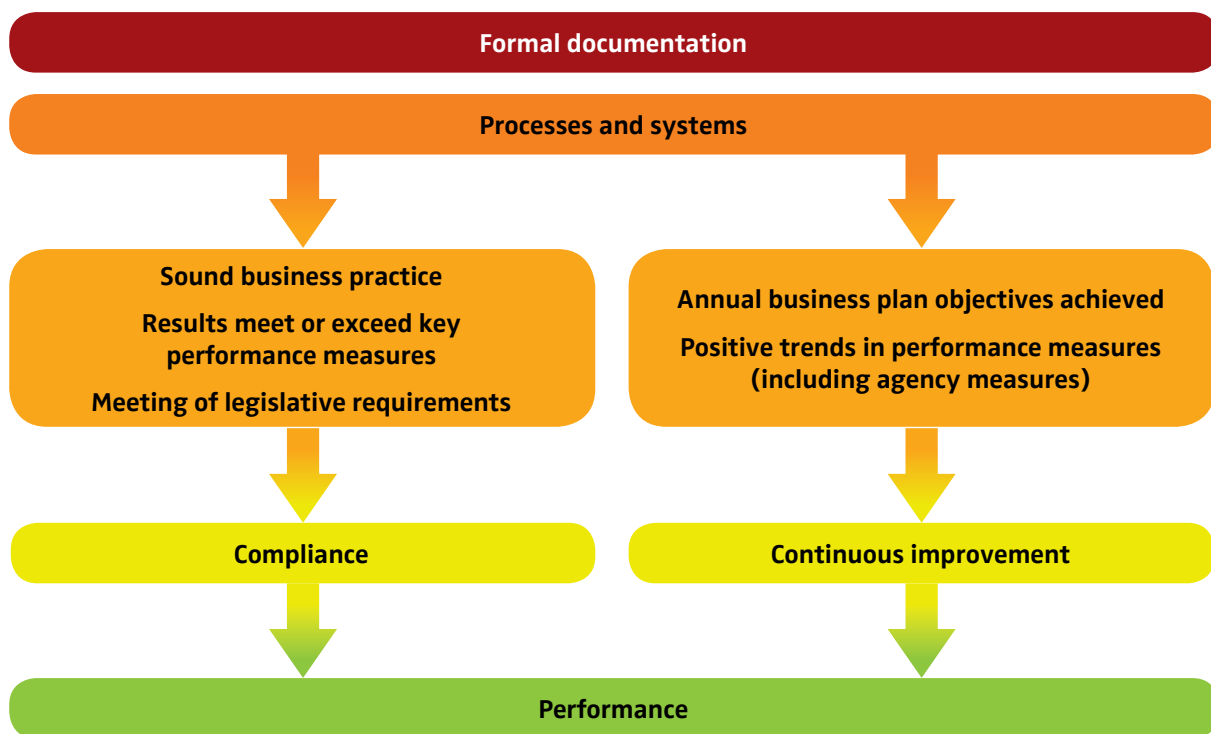 Formal documentation
Processes and systems
Sound business practice
Results meet or exceed key
performance measures
Meeting of legislative requirements
Annual business plan objectives achieved
Positive trends in performance measures
(including agency measures)
Compliance
Continuous improvement
Performance